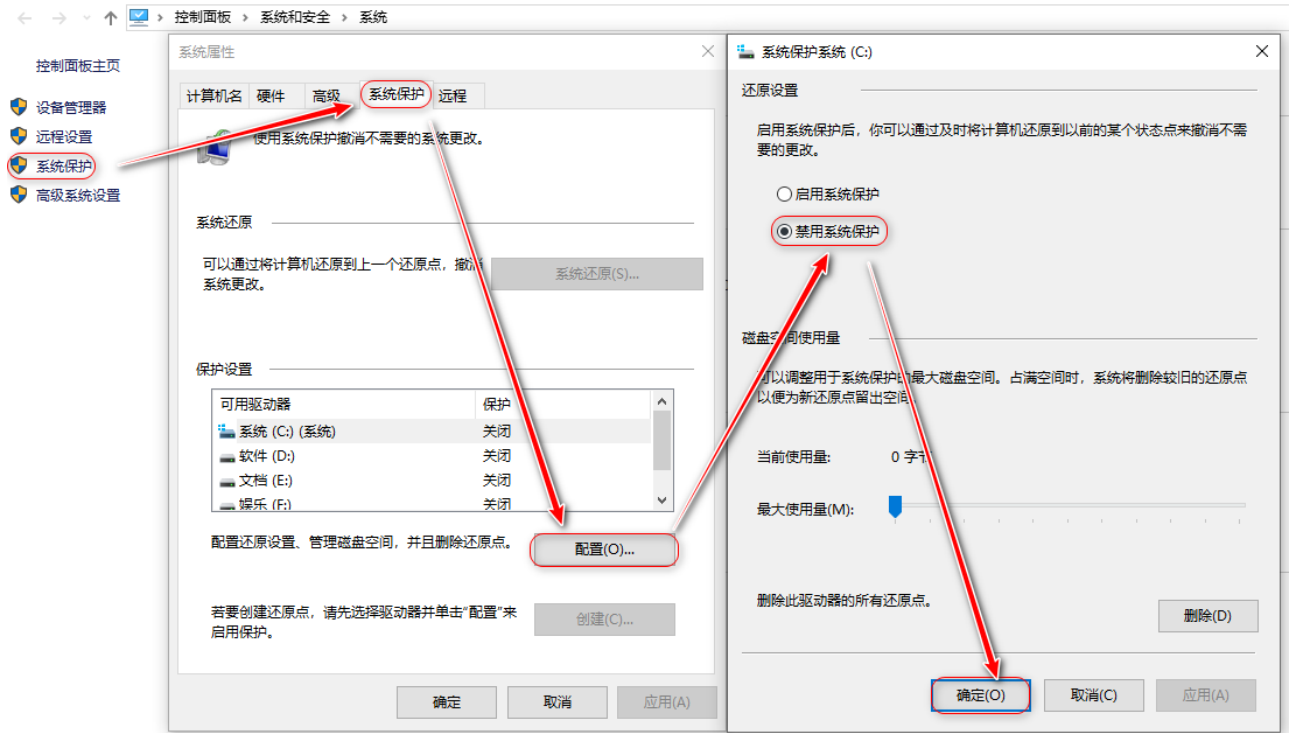 控制面板 › 系统和安全 › 系统
控制面板主页
设备管理器
远程设置
系统保护
高级系统设置
系统属性
计算机名 硬件 高级 系统保护 远程
使用系统保护撤消不需要的系统更改。
系统还原
可以通过将计算机还原到上一个还原点，撤消
系统更改。
系统还原(S)...
保护设置
可用驱动器 保护
系统 (C:) (系统) 关闭
软件 (D:) 关闭
文档 (E:) 关闭
娱乐 (F:) 关闭
配置还原设置、管理磁盘空间，并且删除还原点。
配置(O)...
若要创建还原点，请先选择驱动器并单击"配置"来
启用保护。
创建(C)...
确定 取消 应用(A)
系统保护系统 (C:)
还原设置
启用系统保护后，你可以通过及时将计算机还原到以前的某个状态点来撤消不需
要的更改。
启用系统保护
禁用系统保护
磁盘空间使用量
可以调整用于系统保护的最大磁盘空间。占满空间时，系统将删除较旧的还原点
以便为新还原点留出空间。
当前使用量: 0 字节
最大使用量(M):
删除此驱动器的所有还原点。
删除(D)
确定(O) 取消(C) 应用(A)